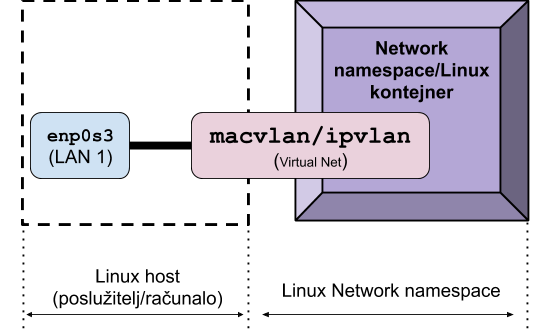 Network
namespace/Linux
kontejner
enp0s3
(LAN 1)
macvlan/ipvlan
(Virtual Net)
Linux host
(poslužitelj/računalo)
Linux Network namespace